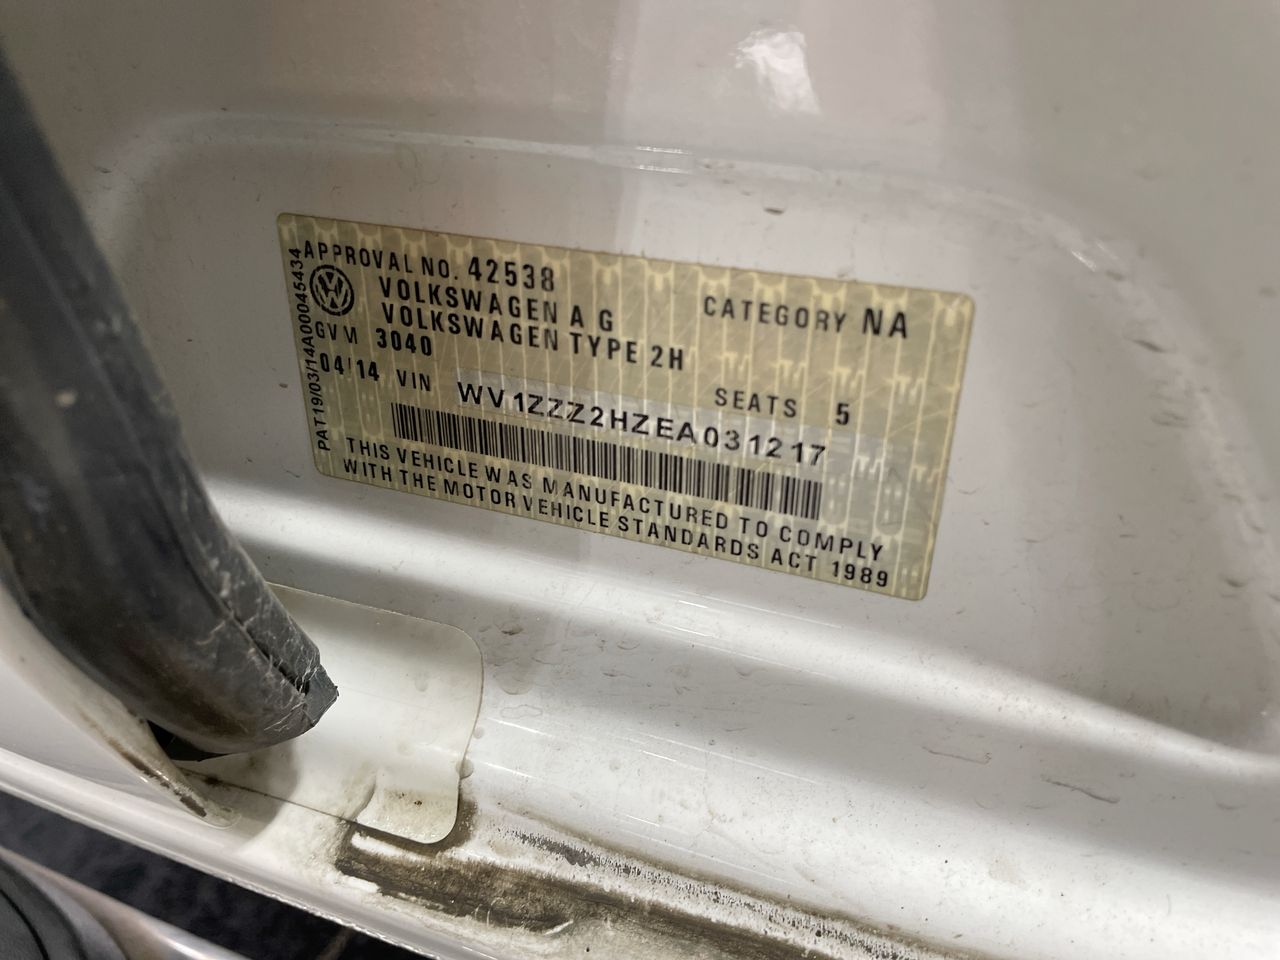 APPROVAL NO. 42538 CATEGORY NA
VOLKSWAGEN A G
VOLKSWAGEN TYPE 2H
GVM 3040 SEATS 5
04'14 VIN WV1ZZZ2HZEA031217
THIS VEHICLE WAS MANUFACTURED TO COMPLY
WITH THE MOTOR VEHICLE STANDARDS ACT 1989
PAT19/03/14A00045434